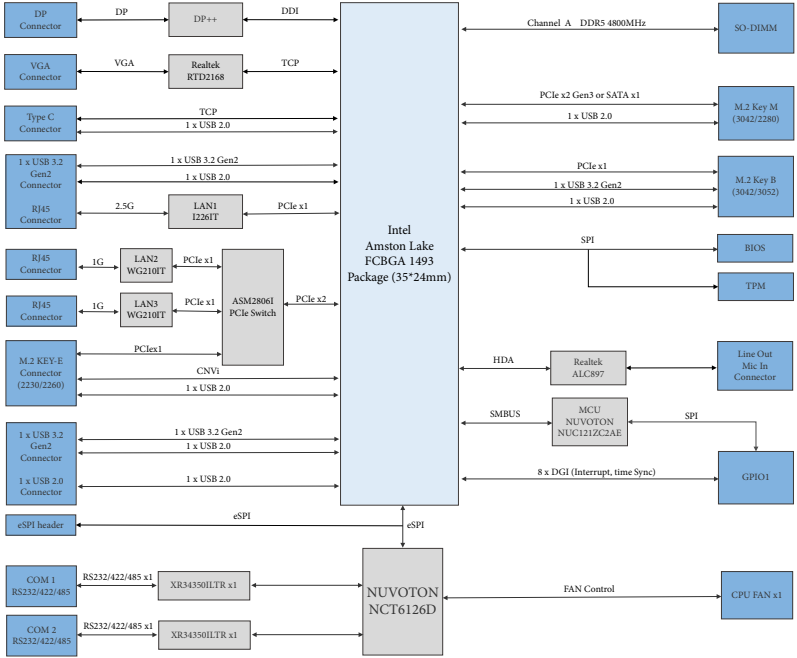 DP
Connector
DP
DP++
DDI
VGA
Connector
VGA
Realtek
RTD2168
TCP
Type C
Connector
TCP
1 x USB 2.0
1 x USB 3.2
Gen2
Connector
RJ45
Connector
1 x USB 3.2 Gen2
1 x USB 2.0
2.5G
LAN1
I226IT
PCIe x1
RJ45
Connector
1G
LAN2
WG210IT
PCIe x1
RJ45
Connector
1G
LAN3
WG210IT
PCIe x1
ASM2806I
PCIe Switch
PCIe x2
M.2 KEY-E
Connector
(2230/2260)
PCIex1
CNVi
1 x USB 2.0
1 x USB 3.2
Gen2
Connector
1 x USB 2.0
Connector
1 x USB 3.2 Gen2
1 x USB 2.0
1 x USB 2.0
eSPI header
eSPI
eSPI
COM 1
RS232/422/485
RS232/422/485 x1
XR34350ILTR x1
COM 2
RS232/422/485
RS232/422/485 x1
XR34350ILTR x1
NUVOTON
NCT6126D
Intel
Amston Lake
FCBGA 1493
Package (35*24mm)
Channel A DDR5 4800MHz
SO-DIMM
PCIe x2 Gen3 or SATA x1
1 x USB 2.0
M.2 Key M
(3042/2280)
PCIe x1
1 x USB 3.2 Gen2
1 x USB 2.0
M.2 Key B
(3042/3052)
SPI
BIOS
TPM
HDA
Realtek
ALC897
Line Out
Mic In
Connector
SMBUS
MCU
NUVOTON
NUC121ZC2AE
SPI
8 x DGI (Interrupt, time Sync)
GPIO1
FAN Control
CPU FAN x1